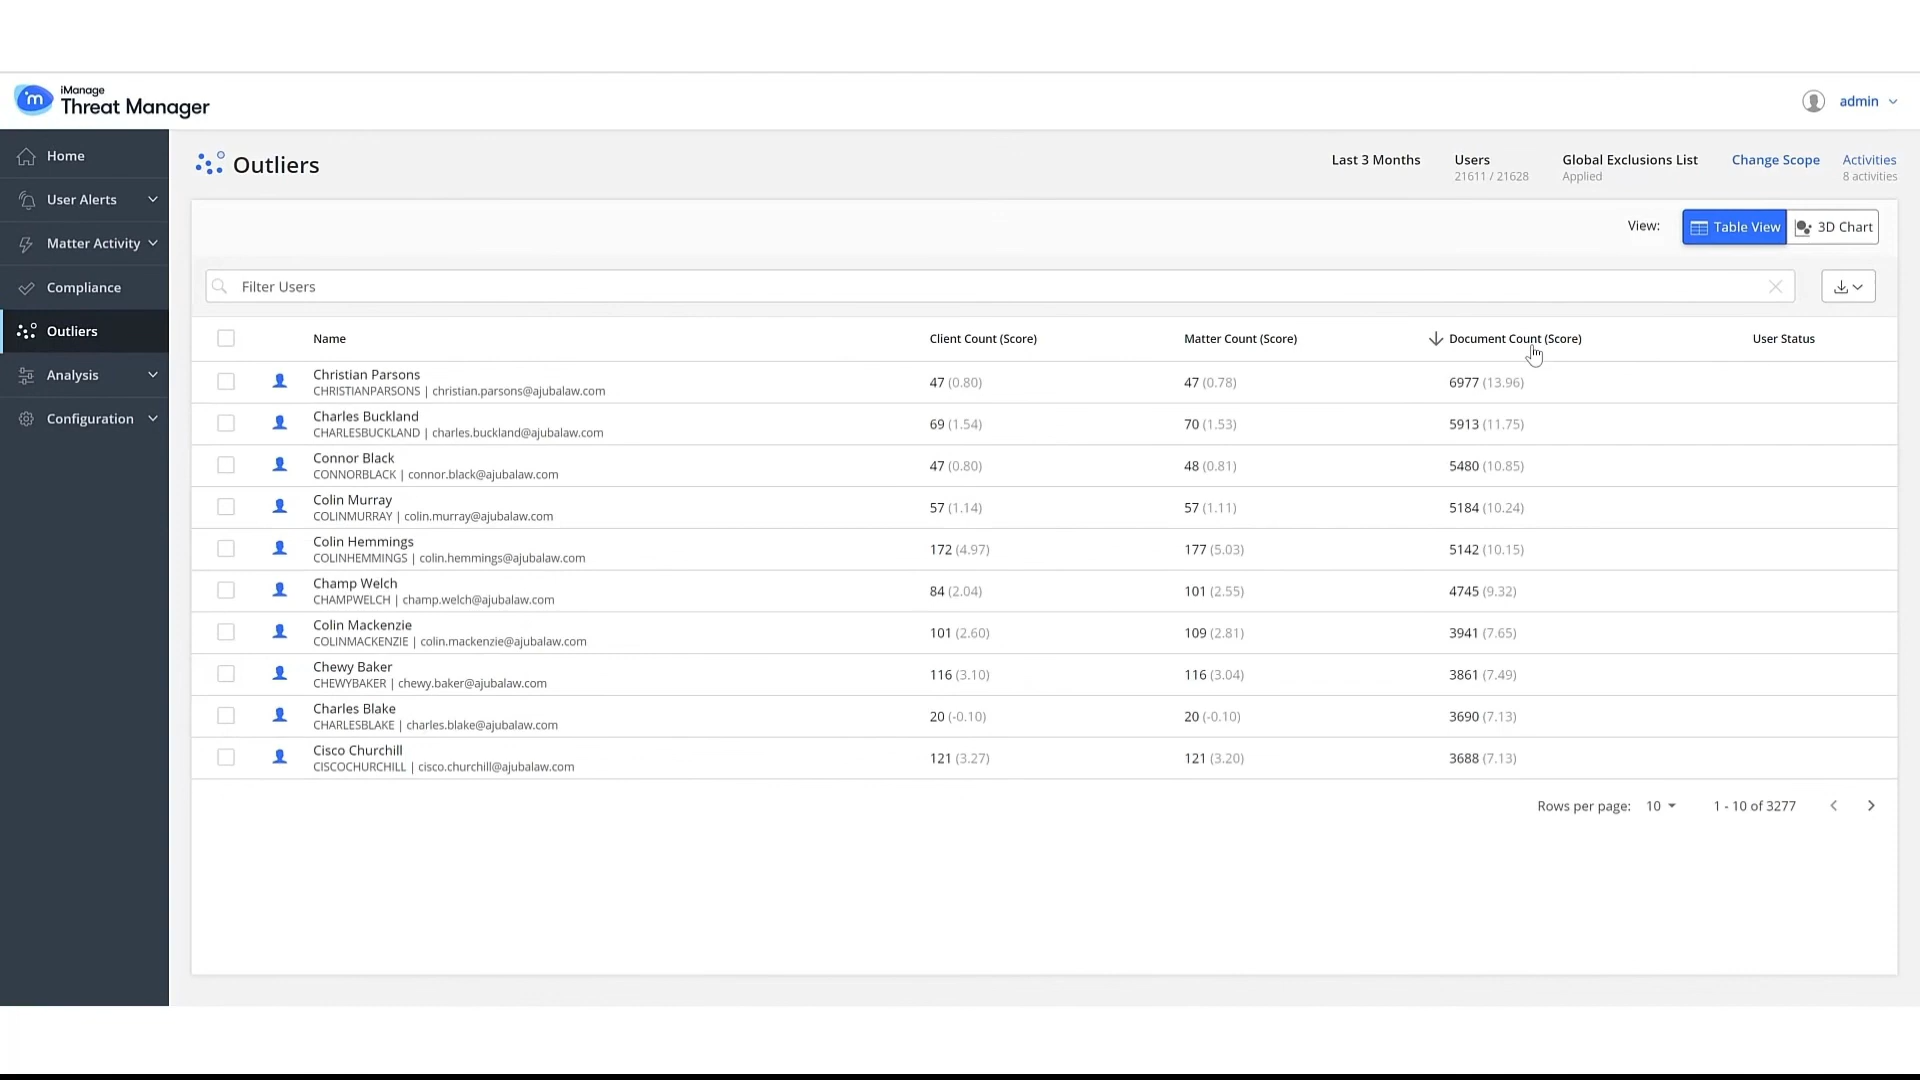 iManage
Threat Manager
admin
Home
User Alerts
Matter Activity
Compliance
Outliers
Analysis
Configuration
Outliers
Last 3 Months
Users
21611 / 21628
Global Exclusions List
Applied
Change Scope
Activities
8 activities
View:
Table View
3D Chart
Filter Users
Name Client Count (Score) Matter Count (Score) Document Count (Score) User Status
Christian Parsons
CHRISTIANPARSONS | christian.parsons@ajubalaw.com
47 (0.80) 47 (0.78) 6977 (13.96)
Charles Buckland
CHARLESBUCKLAND | charles.buckland@ajubalaw.com
69 (1.54) 70 (1.53) 5913 (11.75)
Connor Black
CONNORBLACK | connor.black@ajubalaw.com
47 (0.80) 48 (0.81) 5480 (10.85)
Colin Murray
COLINMURRAY | colin.murray@ajubalaw.com
57 (1.14) 57 (1.11) 5184 (10.24)
Colin Hemmings
COLINHEMMINGS | colin.hemmings@ajubalaw.com
172 (4.97) 177 (5.03) 5142 (10.15)
Champ Welch
CHAMPWELCH | champ.welch@ajubalaw.com
84 (2.04) 101 (2.55) 4745 (9.32)
Colin Mackenzie
COLINMACKENZIE | colin.mackenzie@ajubalaw.com
101 (2.60) 109 (2.81) 3941 (7.65)
Chewy Baker
CHEWYBAKER | chewy.baker@ajubalaw.com
116 (3.10) 116 (3.04) 3861 (7.49)
Charles Blake
CHARLESBLAKE | charles.blake@ajubalaw.com
20 (-0.10) 20 (-0.10) 3690 (7.13)
Cisco Churchill
CISCOCHURCHILL | cisco.churchill@ajubalaw.com
121 (3.27) 121 (3.20) 3688 (7.13)
Rows per page: 10 1 - 10 of 3277